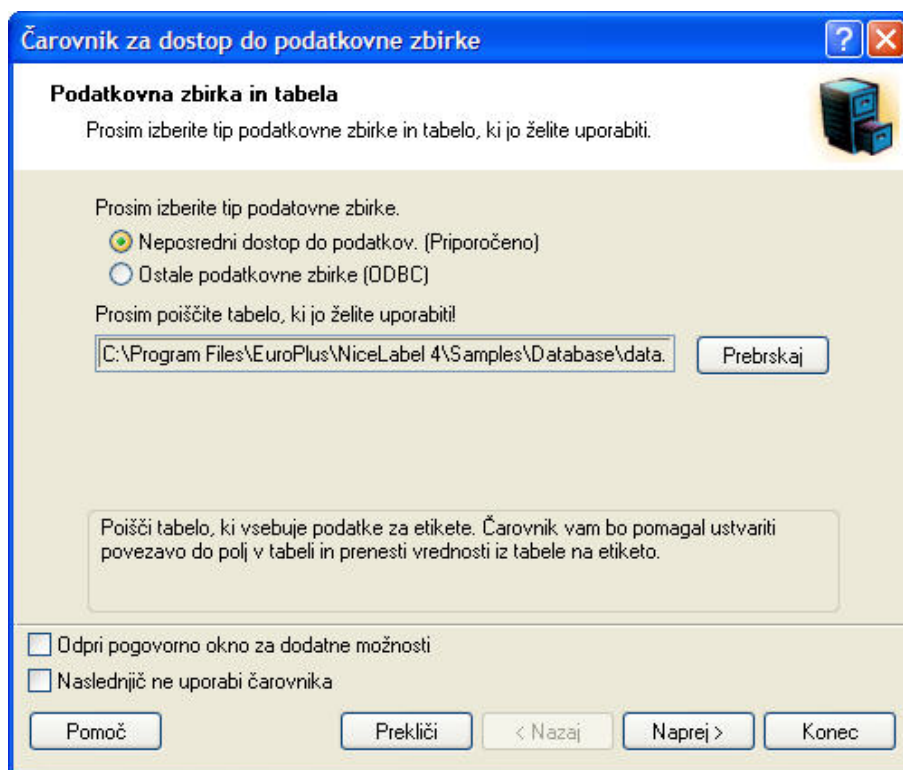 Čarovnik za dostop do podatkovne zbirke
Podatkovna zbirka in tabela
Prosim izberite tip podatkovne zbirke in tabelo, ki jo želite uporabiti.
Prosim izberite tip podatovne zbirke.
Neposredni dostop do podatkov. (Priporočeno)
Ostale podatkovne zbirke (ODBC)
Prosim poiščite tabelo, ki jo želite uporabiti!
C:\Program Files\EuroPlus\NiceLabel 4\Samples\Database\data.
Prebrskaj
Poišči tabelo, ki vsebuje podatke za etikete. Čarovnik vam bo pomagal ustvariti
povezavo do polj v tabeli in prenesti vrednosti iz tabele na etiketo.
Odpri pogovorno okno za dodatne možnosti
Naslednjič ne uporabi čarovnika
Pomoč
Prekliči
< Nazaj
Naprej >
Konec